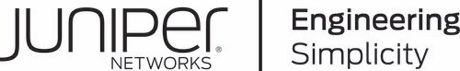 JUNIPer
NETWORKS®
Engineering
Simplicity